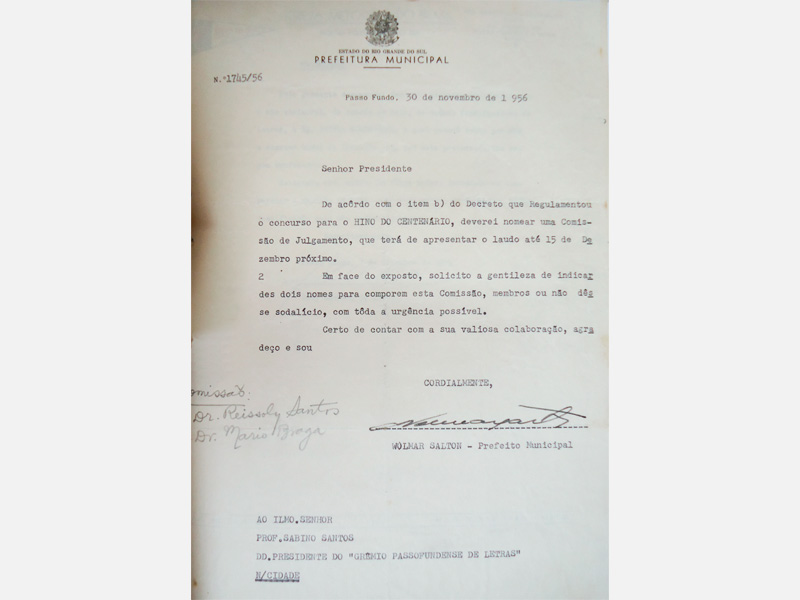 ESTADO DO RIO GRANDE DO SUL
PREFEITURA MUNICIPAL
N.º1745/56
Passo Fundo, 30 de novembro de 1 956
Senhor Presidente
De acôrdo com o item b) do Decreto que Regulamentou
o concurso para o HINO DO CENTENÁRIO, deverei nomear uma Comis-
são de Julgamento, que terá de apresentar o laudo até 15 de De
zembro próximo.
2 Em face do exposto, solicito a gentileza de indicar
des dois nomes para comporem esta Comissão, membros ou não dês
se sodalício, com tôda a urgência possível.
Certo de contar com a sua valiosa colaboração, agra
deço e sou
CORDIALMENTE,
omissão:
Dr. Reissoly Santos
Dr. Mario Braga
WOLMAR SALTON - Prefeito Municipal
AO ILMO.SENHOR
PROF.SABINO SANTOS
DD.PRESIDENTE DO "GRÊMIO PASSOFUNDENSE DE LETRAS"
N/CIDADE